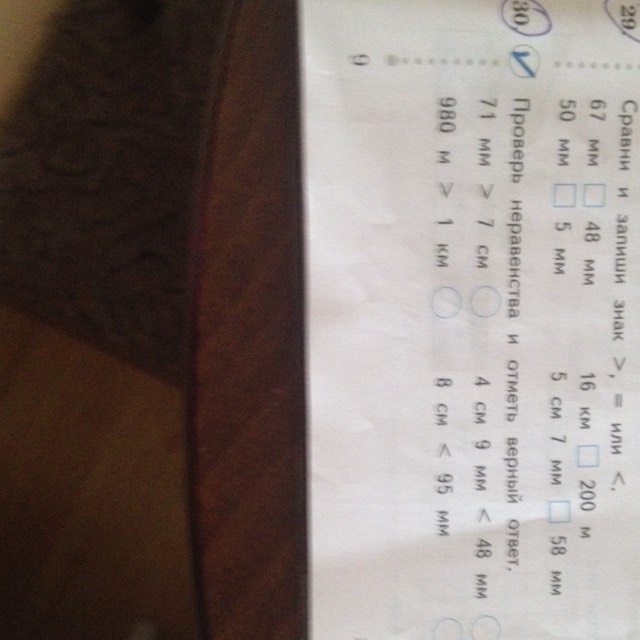 29
Сравни и запиши знак >, = или <.
67 мм □ 48 мм 16 км □ 200 м
50 мм □ 5 мм 5 см 7 мм □ 58 мм
30 Проверь неравенства и отметь верный ответ.
71 мм > 7 см 4 см 9 мм < 48 мм
980 м > 1 км 8 см < 95 мм
9